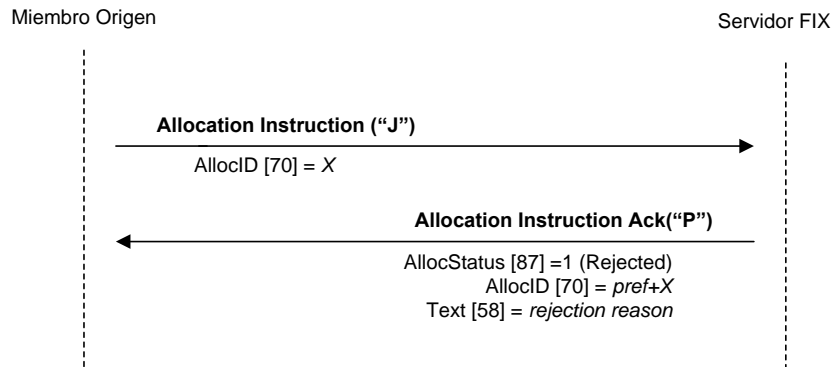 Miembro Origen
Servidor FIX
Allocation Instruction (“J”)
AllocID [70] = X
Allocation Instruction Ack(“P”)
AllocStatus [87] =1 (Rejected)
AllocID [70] = pref+X
Text [58] = rejection reason